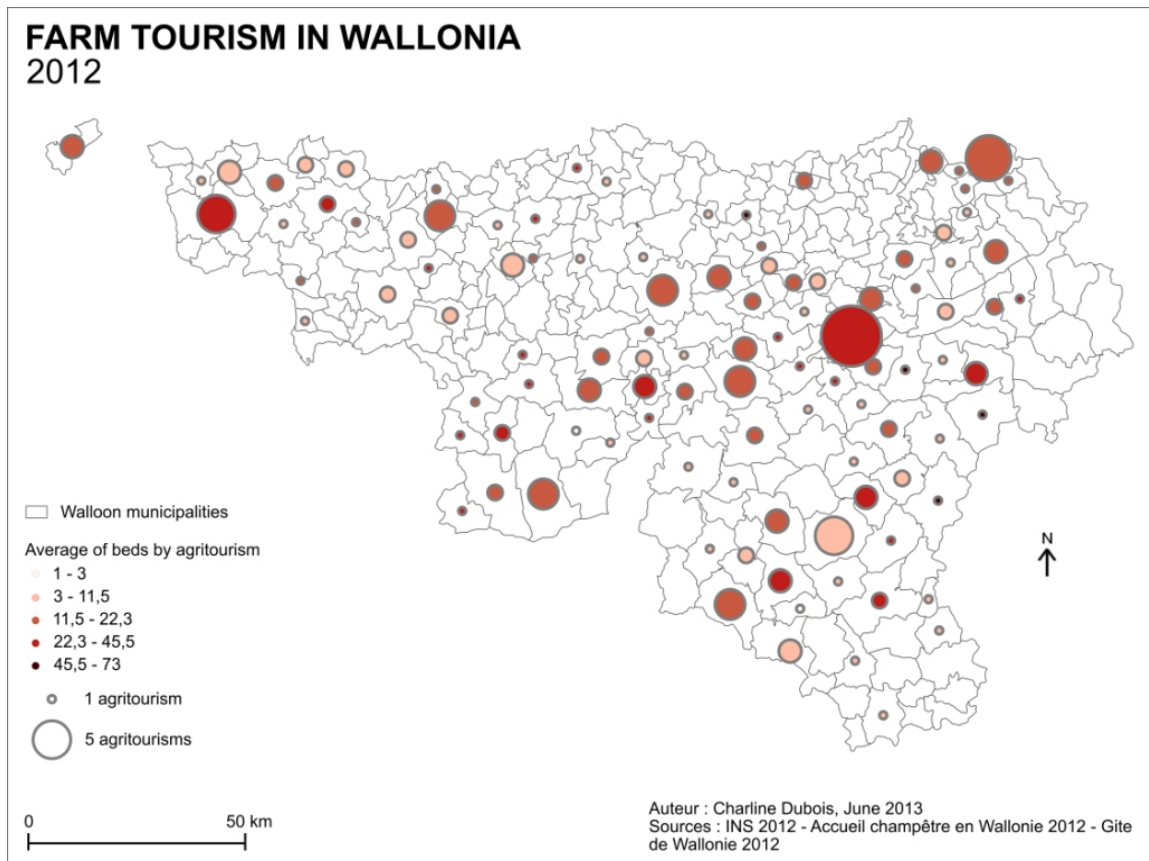 FARM TOURISM IN WALLONIA
2012
Walloon municipalities
Average of beds by agritourism
1 - 3
3 - 11,5
11,5 - 22,3
22,3 - 45,5
45,5 - 73
1 agritourism
5 agritourisms
0 50 km
N
Auteur : Charline Dubois, June 2013
Sources : INS 2012 - Accueil champêtre en Wallonie 2012 - Gite
de Wallonie 2012